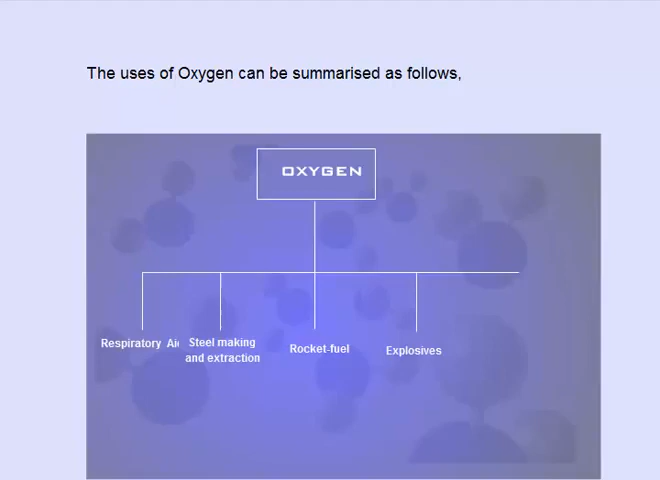 The uses of Oxygen can be summarised as follows,
OXYGEN
Respiratory
Steel making
and extraction
Rocket-fuel
Explosives